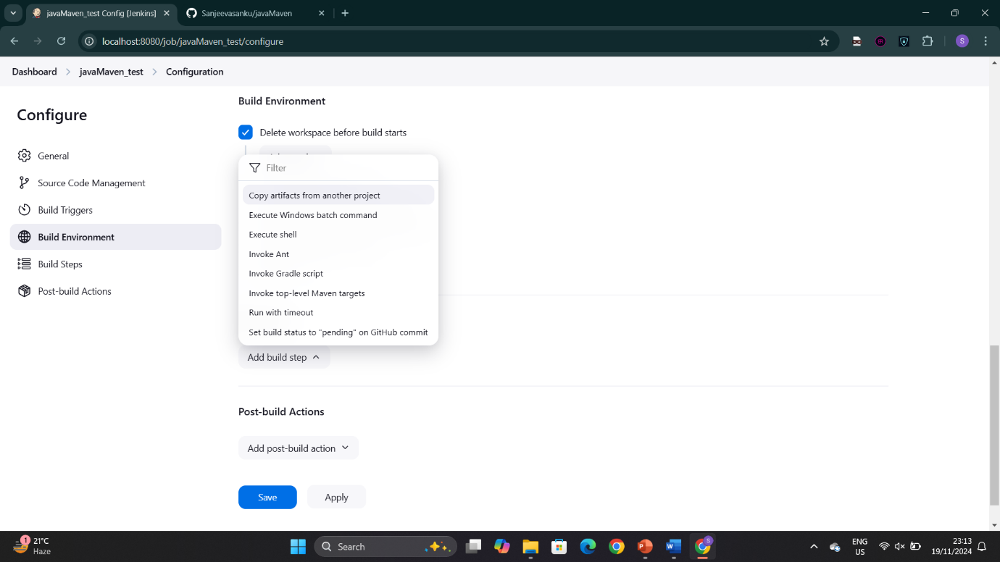 javaMaven_test Config [Jenkins]
Sanjeevasanku/javaMaven
localhost:8080/job/javaMaven_test/configure
S
Dashboard
javaMaven_test
Configuration
Configure
General
Source Code Management
Build Triggers
Build Environment
Build Steps
Post-build Actions
Build Environment
Delete workspace before build starts
Filter
Copy artifacts from another project
Execute Windows batch command
Execute shell
Invoke Ant
Invoke Gradle script
Invoke top-level Maven targets
Run with timeout
Set build status to "pending" on GitHub commit
Add build step
Post-build Actions
Add post-build action
Save
Apply
1
21°C
Haze
Search
ENG
US
23:13
19/11/2024